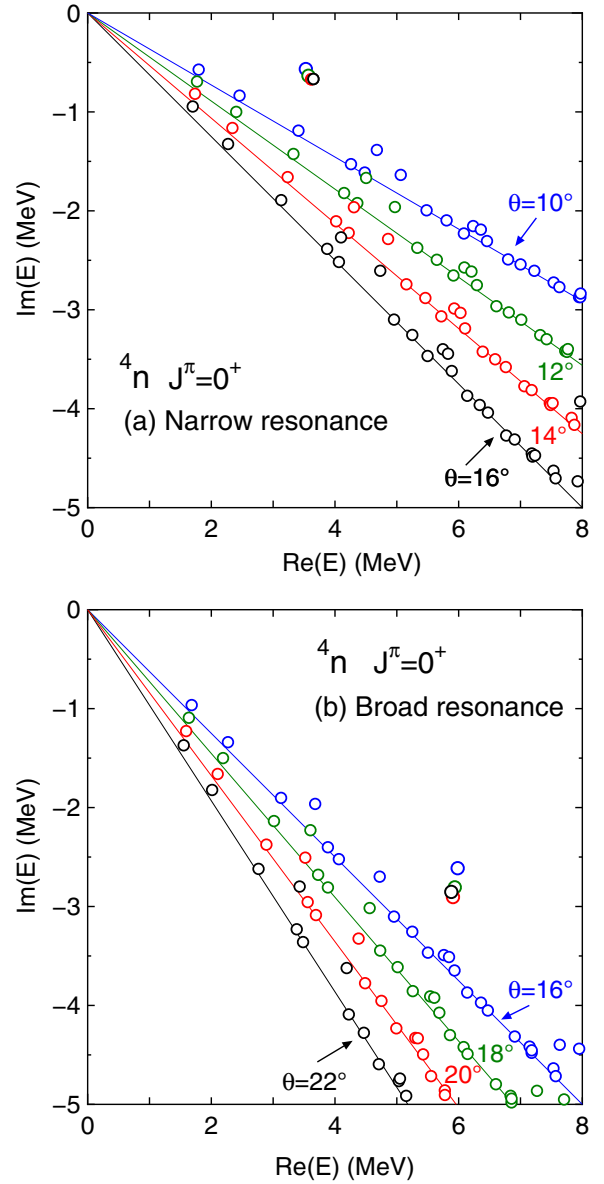 0
−1
−2
−3
−4
−5
Im(E) (MeV)
θ=10°
12°
14°
θ=16°
⁴n Jᵖⁱ=0⁺
(a) Narrow resonance
0 2 4 6 8
Re(E) (MeV)
0
−1
−2
−3
−4
−5
Im(E) (MeV)
⁴n J^π=0⁺
(b) Broad resonance
θ=16°
18°
20°
θ=22°
0 2 4 6 8
Re(E) (MeV)